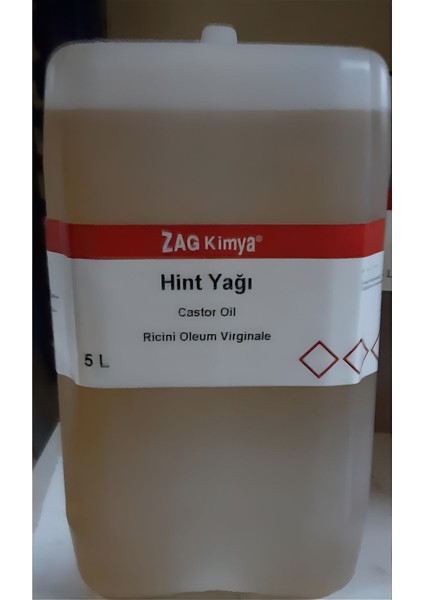 ZAG Kimya®
Hint Yağı
Castor Oil
Ricini Oleum Virginale
5 L